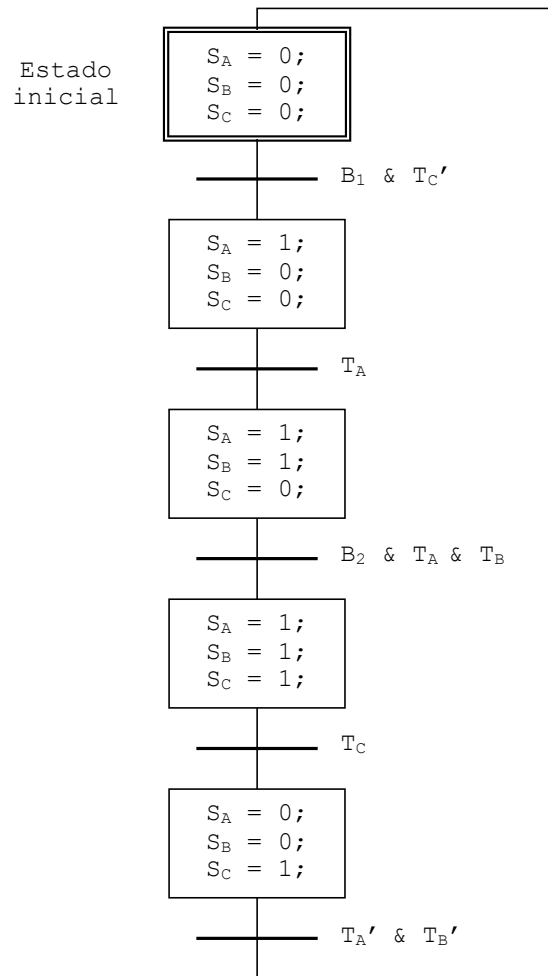 Estado
inicial
S_A = 0;
S_B = 0;
S_C = 0;
B_1 & T_C′
S_A = 1;
S_B = 0;
S_C = 0;
T_A
S_A = 1;
S_B = 1;
S_C = 0;
B_2 & T_A & T_B
S_A = 1;
S_B = 1;
S_C = 1;
T_C
S_A = 0;
S_B = 0;
S_C = 1;
T_A′ & T_B′